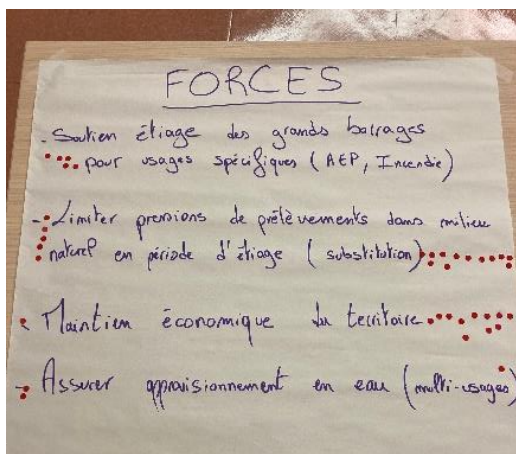 FORCES
- Soutien étiage des grands barrages
pour usages spécifiques (AEP, Incendie)
- Limiter pressions de prélèvements dans milieu
naturel en période d'étiage (substitution)
- Maintien économique du territoire
- Assurer approvisionnement en eau (multi-usages)